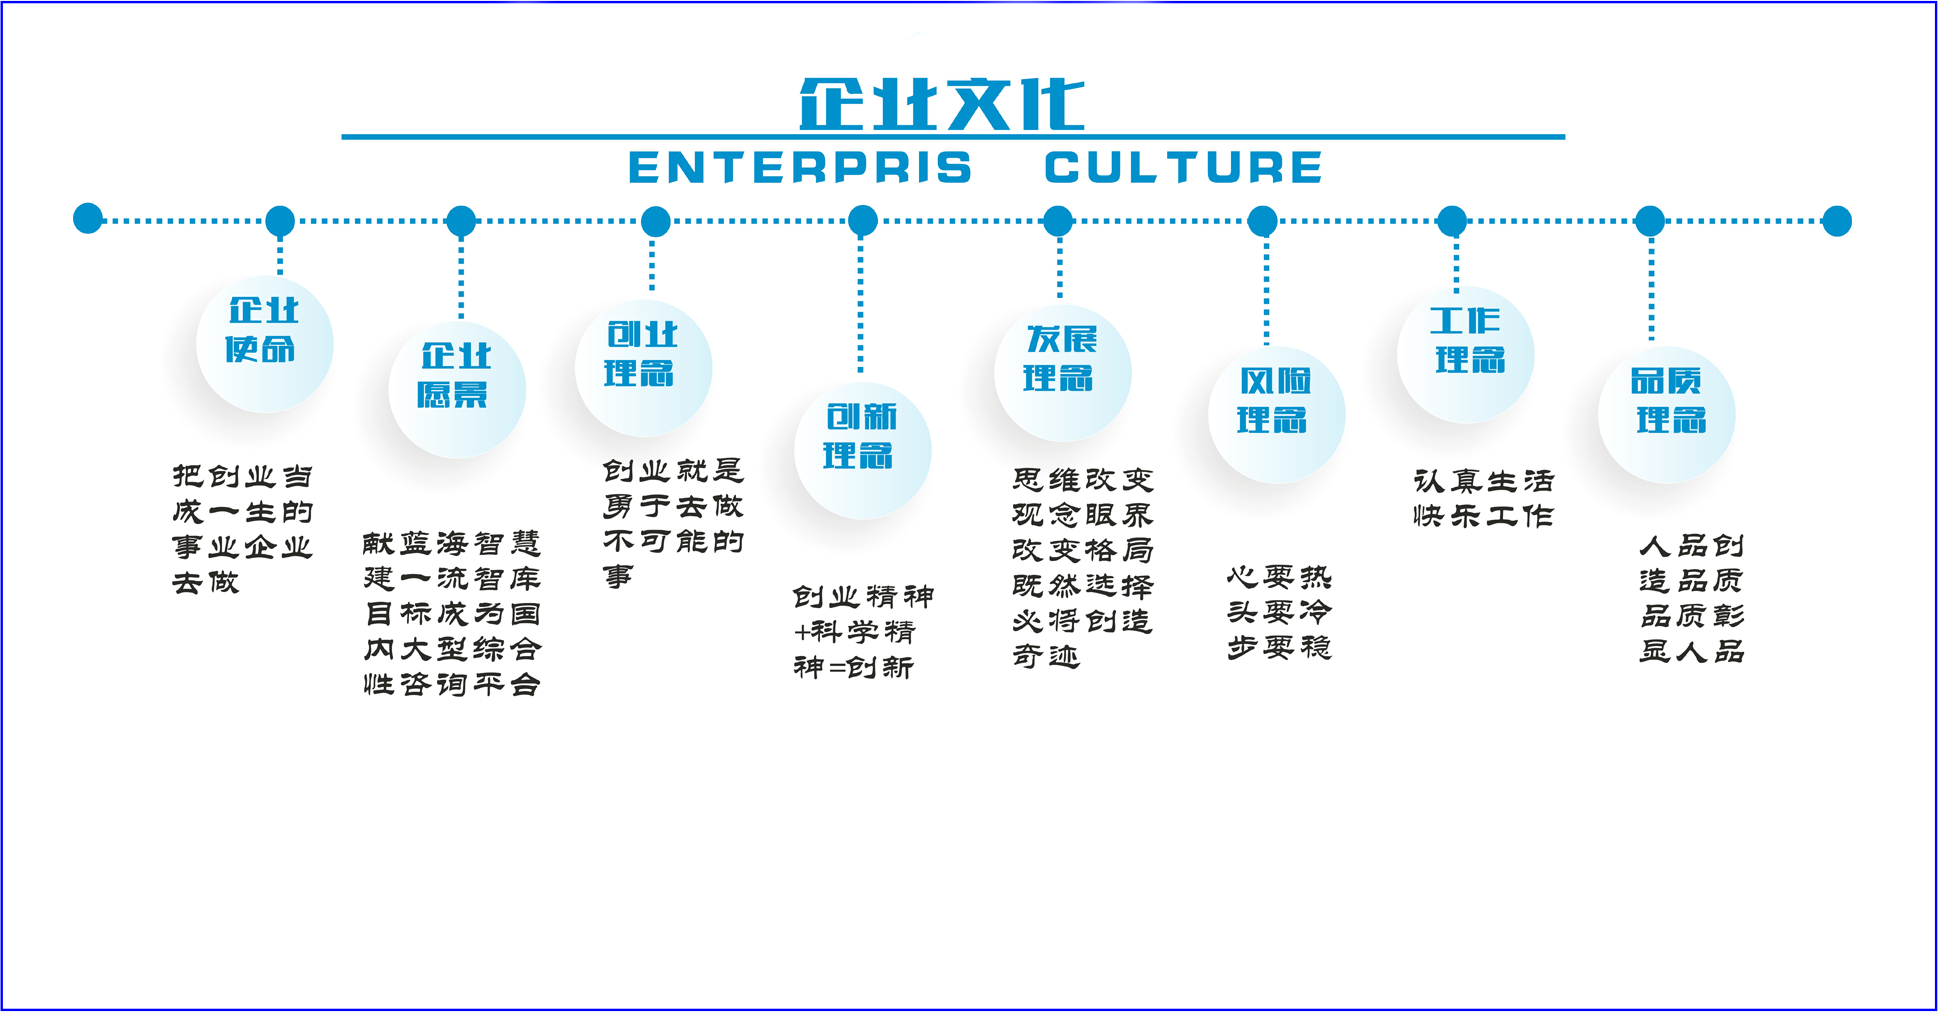 企业文化
ENTERPRIS CULTURE
企业
使命
把创业当
成一生的
事业企业
去做
企业
愿景
献蓝海智慧
建一流智库
目标成为国
内大型综合
性咨询平台
创业
理念
创业就是
勇于去做
不可能的
事
创新
理念
创业精神
+科学精
神=创新
发展
理念
思维改变
观念眼界
改变格局
既然选择
必将创造
奇迹
风险
理念
心要热
头要冷
步要稳
工作
理念
认真生活
快乐工作
品质
理念
人品创
造品质
品质彰
显人品